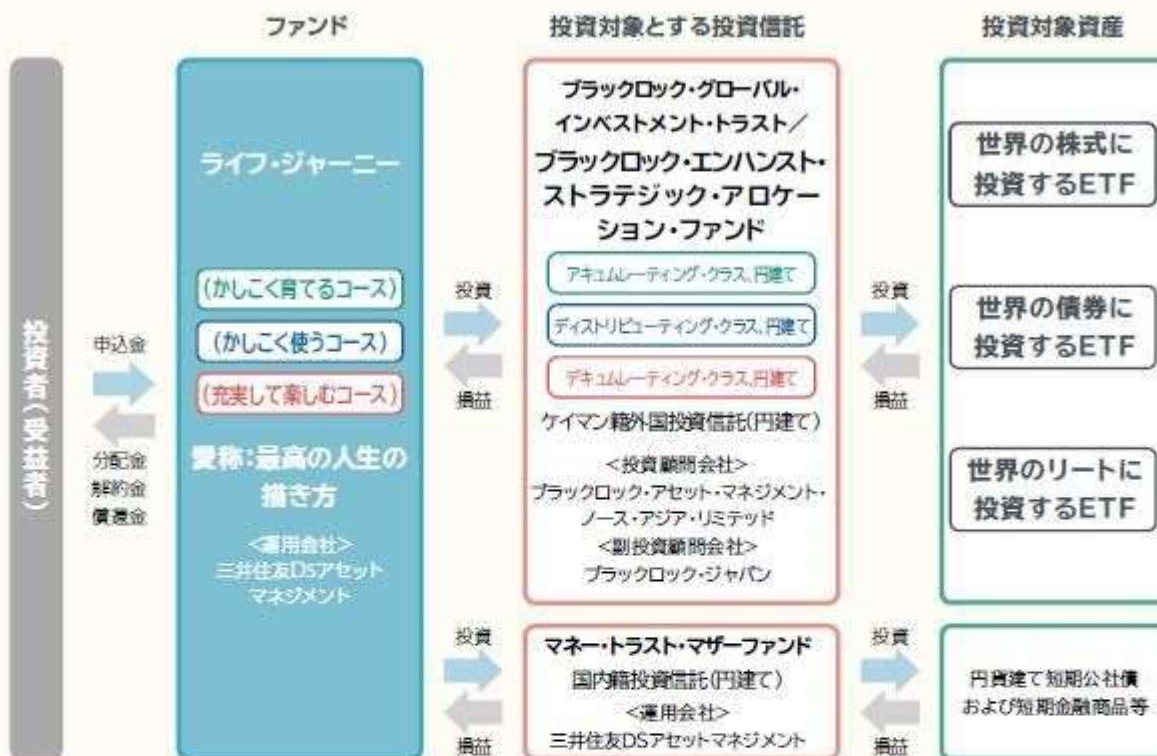 ファンド
投資対象とする投資信託
投資対象資産
投資者(受益者)
申込金
分配金
解約金
償還金
ライフ・ジャーニー
(かしこく育てるコース)
(かしこく使うコース)
(充実して楽しむコース)
愛称:最高の人生の
描き方
<運用会社>
三井住友DSアセット
マネジメント
投資
損益
ブラックロック・グローバル・
インベストメント・トラスト/
ブラックロック・エンハンスト・
ストラテジック・アロケー
ション・ファンド
アキュムレーティング・クラス、円建て
ディストリビューティング・クラス、円建て
デキュムレーティング・クラス、円建て
ケイマン籍外国投資信託(円建て)
<投資顧問会社>
ブラックロック・アセット・マネジメント・
ノース・アジア・リミテッド
<副投資顧問会社>
ブラックロック・ジャパン
投資
損益
世界の株式に
投資するETF
世界の債券に
投資するETF
世界のリートに
投資するETF
投資
損益
マネー・トラスト・マザーファンド
国内籍投資信託(円建て)
<運用会社>
三井住友DSアセットマネジメント
投資
損益
円貨建て短期公社債
および短期金融商品等